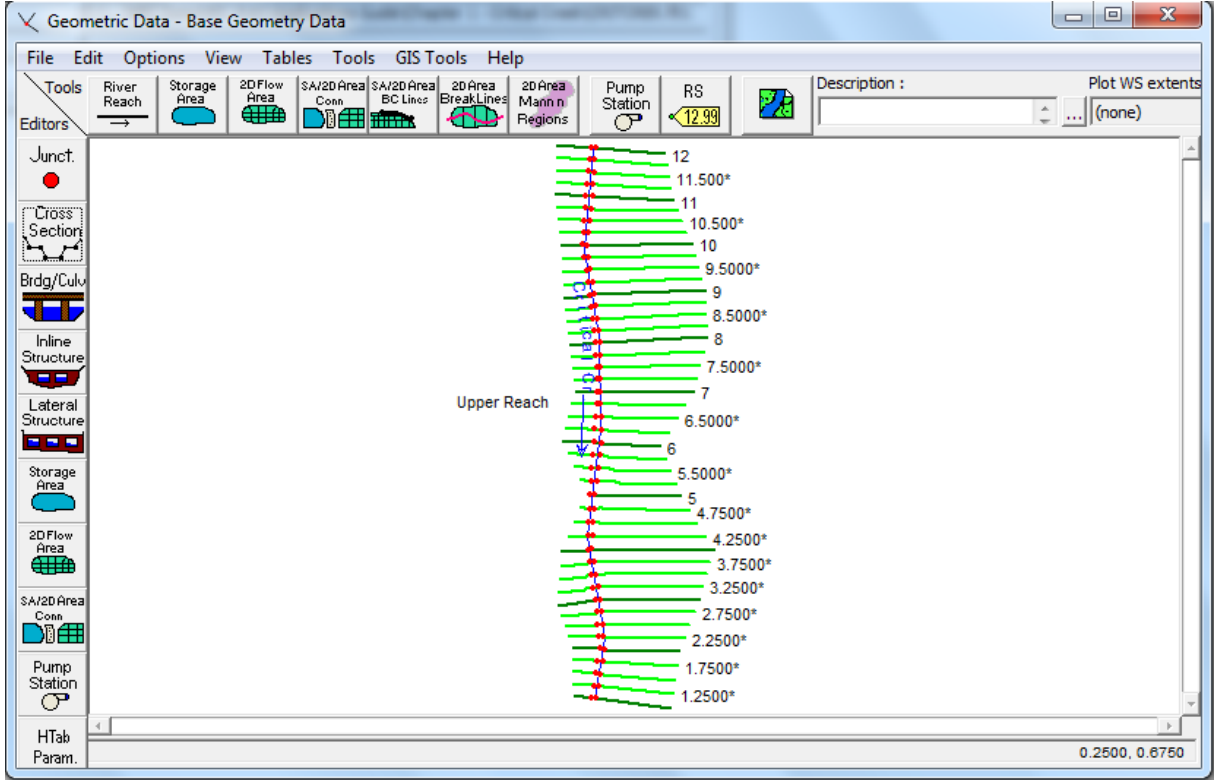 Geometric Data - Base Geometry Data
File Edit Options View Tables Tools GIS Tools Help
Tools
Editors
River
Reach
Storage
Area
2D Flow
Area
SA/2D Area
Conn
SA/2D Area
BC Lines
2D Area
BreakLines
2D Area
Mann n
Regions
Pump
Station
RS
12.99
Description :
...
Plot WS extents
(none)
Junct.
Cross
Section
Brdg/Culv
Inline
Structure
Lateral
Structure
Storage
Area
2D Flow
Area
SA/2D Area
Conn
Pump
Station
HTab
Param.
12
11.500*
11
10.500*
10
9.5000*
9
8.5000*
8
7.5000*
7
6.5000*
6
5.5000*
5
4.7500*
4.2500*
3.7500*
3.2500*
2.7500*
2.2500*
1.7500*
1.2500*
Critical Cr
Upper Reach
0.2500, 0.6750